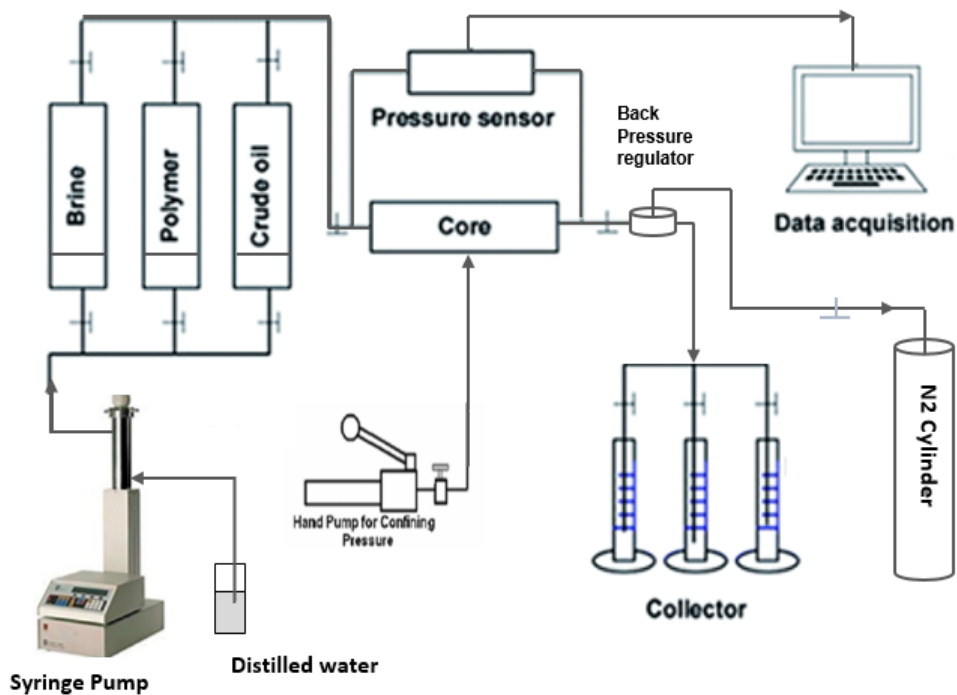 Brine
Polymer
Crude oil
Pressure sensor
Back
Pressure
regulator
Data acquisition
Core
N2 Cylinder
Hand Pump for Confining
Pressure
Collector
Distilled water
Syringe Pump